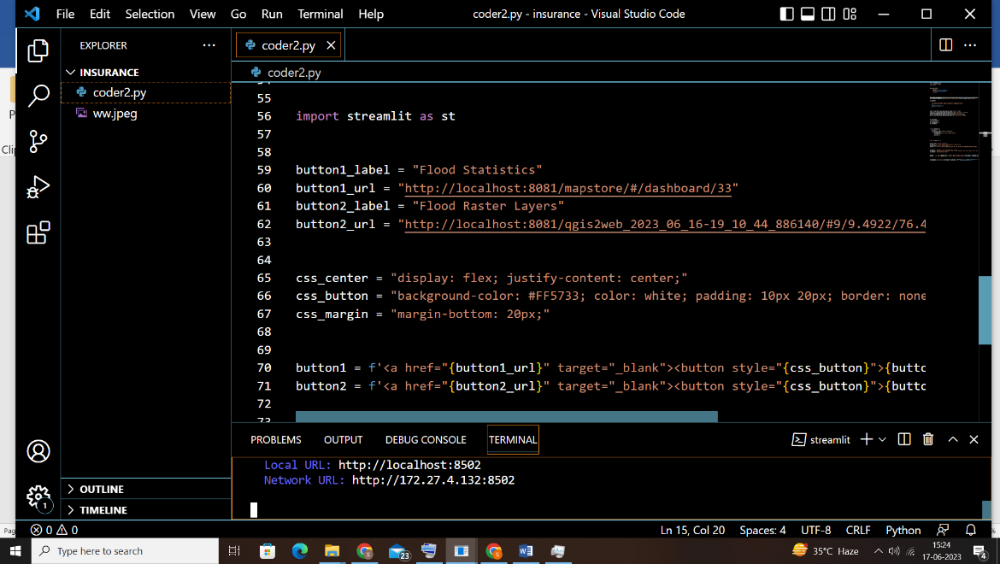 File Edit Selection View Go Run Terminal Help coder2.py - insurance - Visual Studio Code
EXPLORER
coder2.py
INSURANCE
coder2.py
coder2.py
ww.jpeg
55
56 import streamlit as st
57
58
59 button1_label = "Flood Statistics"
60 button1_url = "http://localhost:8081/mapstore/#/dashboard/33"
61 button2_label = "Flood Raster Layers"
62 button2_url = "http://localhost:8081/qgis2web_2023_06_16-19_10_44_886140/#9/9.4922/76.4
63
64
65 css_center = "display: flex; justify-content: center;"
66 css_button = "background-color: #FF5733; color: white; padding: 10px 20px; border: none
67 css_margin = "margin-bottom: 20px;"
68
69
70 button1 = f'<a href="{button1_url}" target="_blank"><button style="{css_button}">{butto
71 button2 = f'<a href="{button2_url}" target="_blank"><button style="{css_button}">{butto
72
73
PROBLEMS OUTPUT DEBUG CONSOLE TERMINAL streamlit
Local URL: http://localhost:8502
Network URL: http://172.27.4.132:8502
OUTLINE
TIMELINE
1
0 0 Ln 15, Col 20 Spaces: 4 UTF-8 CRLF Python
Type here to search
23
35°C Haze
15:24
17-06-2023
4